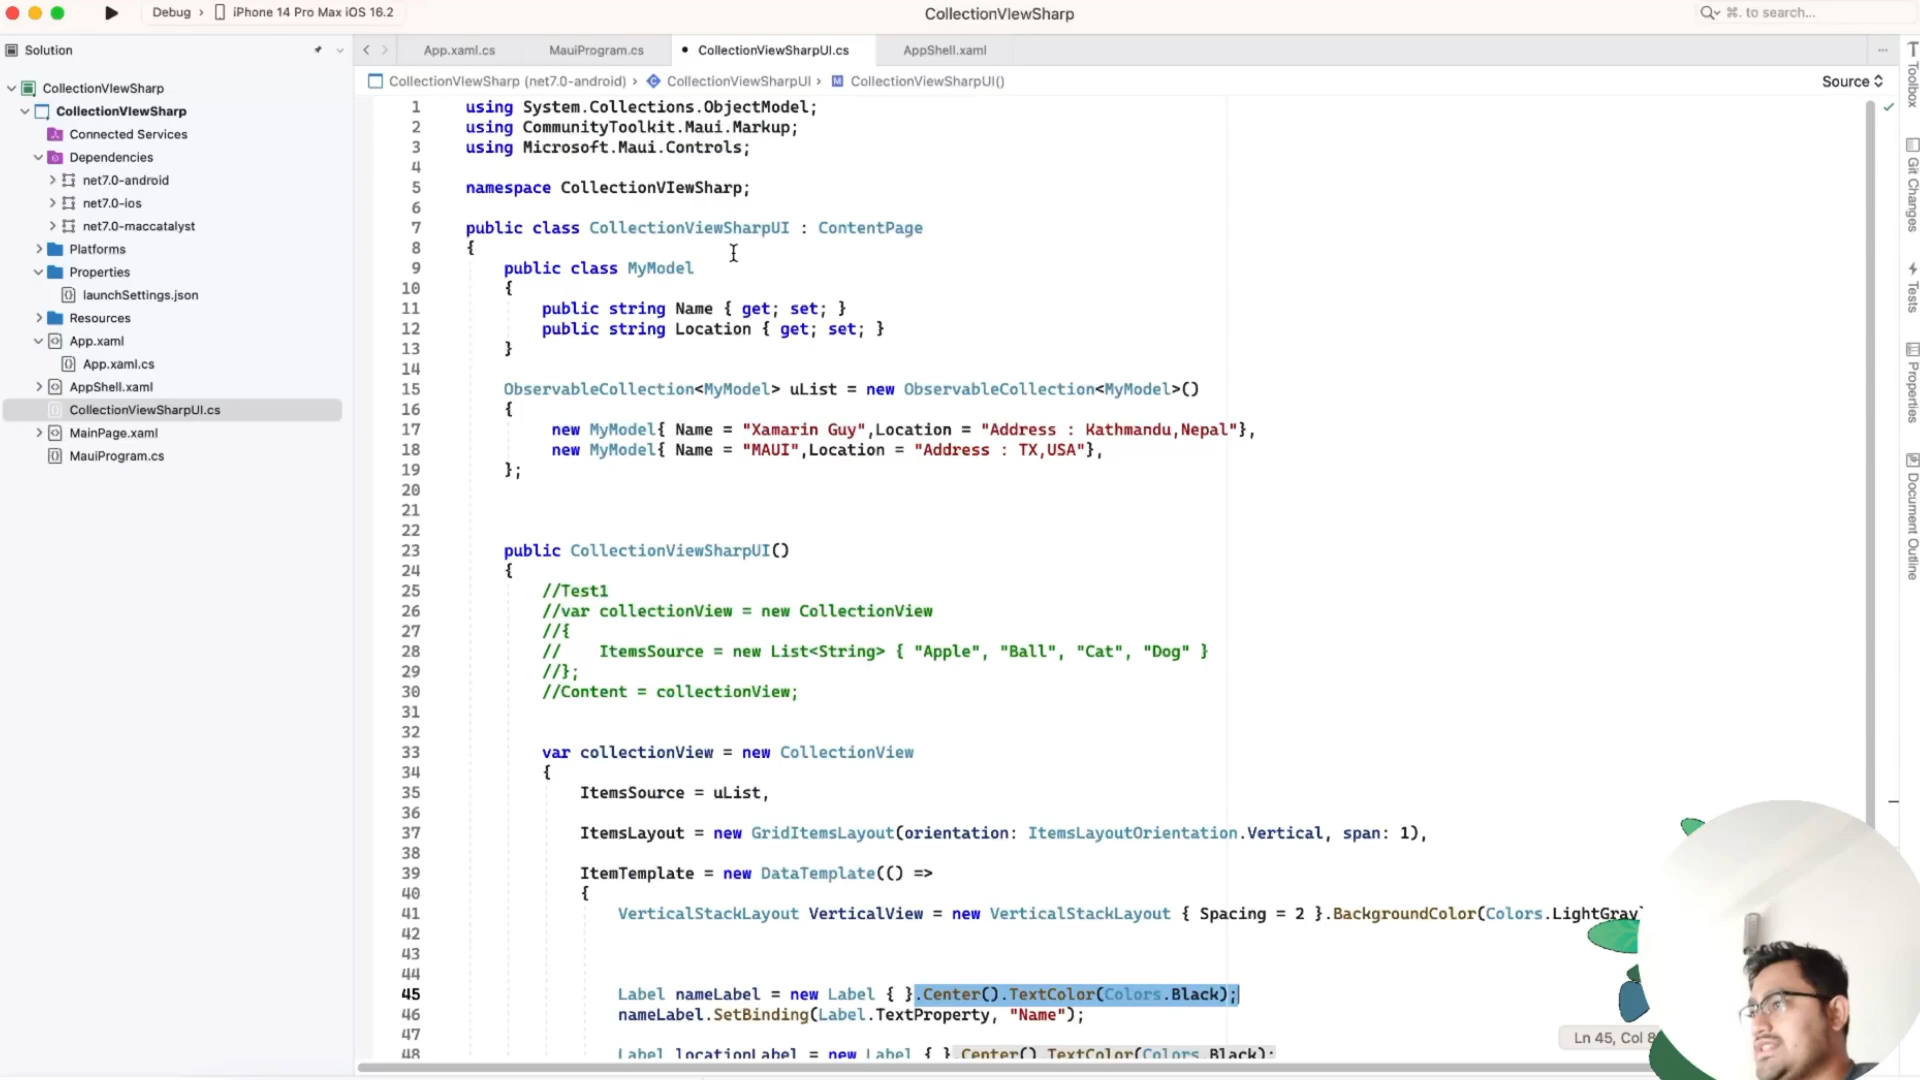 Debug › iPhone 14 Pro Max iOS 16.2
CollectionVIewSharp
⌘. to search...
Solution
App.xaml.cs
MauiProgram.cs
CollectionViewSharpUI.cs
AppShell.xaml
CollectionVIewSharp (net7.0-android) › CollectionViewSharpUI › CollectionViewSharpUI()
Source
CollectionVIewSharp
CollectionVIewSharp
Connected Services
Dependencies
net7.0-android
net7.0-ios
net7.0-maccatalyst
Platforms
Properties
launchSettings.json
Resources
App.xaml
App.xaml.cs
AppShell.xaml
CollectionViewSharpUI.cs
MainPage.xaml
MauiProgram.cs
1 using System.Collections.ObjectModel;
2 using CommunityToolkit.Maui.Markup;
3 using Microsoft.Maui.Controls;
4
5 namespace CollectionVIewSharp;
6
7 public class CollectionViewSharpUI : ContentPage
8 {
9 public class MyModel
10 {
11 public string Name { get; set; }
12 public string Location { get; set; }
13 }
14
15 ObservableCollection<MyModel> uList = new ObservableCollection<MyModel>()
16 {
17 new MyModel{ Name = "Xamarin Guy",Location = "Address : Kathmandu,Nepal"},
18 new MyModel{ Name = "MAUI",Location = "Address : TX,USA"},
19 };
20
21
22
23 public CollectionViewSharpUI()
24 {
25 //Test1
26 //var collectionView = new CollectionView
27 //{
28 // ItemsSource = new List<String> { "Apple", "Ball", "Cat", "Dog" }
29 //};
30 //Content = collectionView;
31
32
33 var collectionView = new CollectionView
34 {
35 ItemsSource = uList,
36
37 ItemsLayout = new GridItemsLayout(orientation: ItemsLayoutOrientation.Vertical, span: 1),
38
39 ItemTemplate = new DataTemplate(() =>
40 {
41 VerticalStackLayout VerticalView = new VerticalStackLayout { Spacing = 2 }.BackgroundColor(Colors.LightGray
42
43
44
45 Label nameLabel = new Label { }.Center().TextColor(Colors.Black);
46 nameLabel.SetBinding(Label.TextProperty, "Name");
47
48 Label locationLabel = new Label { }.Center().TextColor(Colors.Black);
Toolbox
Git Changes
Tests
Properties
Document Outline
Ln 45, Col